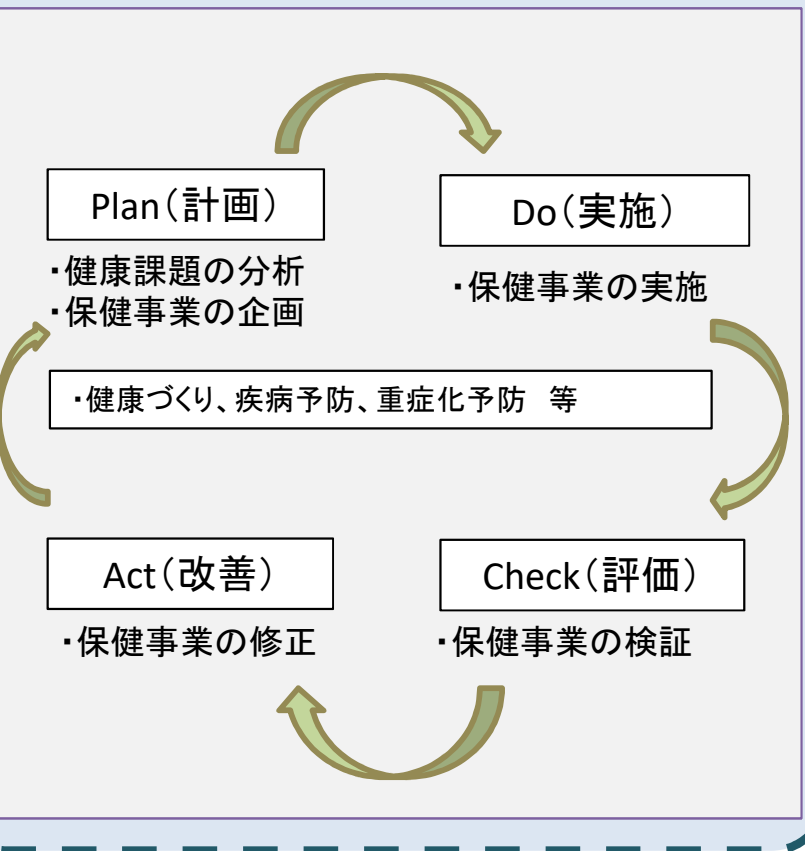 Plan(計画)
・健康課題の分析
・保健事業の企画
Do(実施)
・保健事業の実施
・健康づくり、疾病予防、重症化予防　等
Act(改善)
・保健事業の修正
Check(評価)
・保健事業の検証